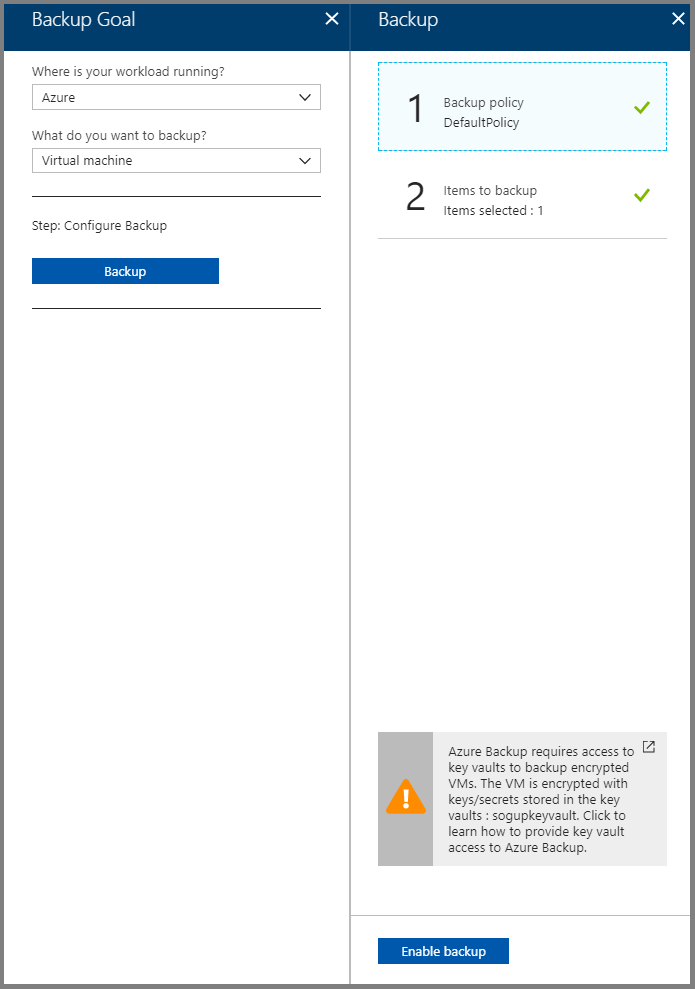 Backup Goal
Where is your workload running?
Azure
What do you want to backup?
Virtual machine
Step: Configure Backup
Backup
Backup
1
Backup policy
DefaultPolicy
2
Items to backup
Items selected : 1
Azure Backup requires access to
key vaults to backup encrypted
VMs. The VM is encrypted with
keys/secrets stored in the key
vaults : sogupkeyvault. Click to
learn how to provide key vault
access to Azure Backup.
Enable backup